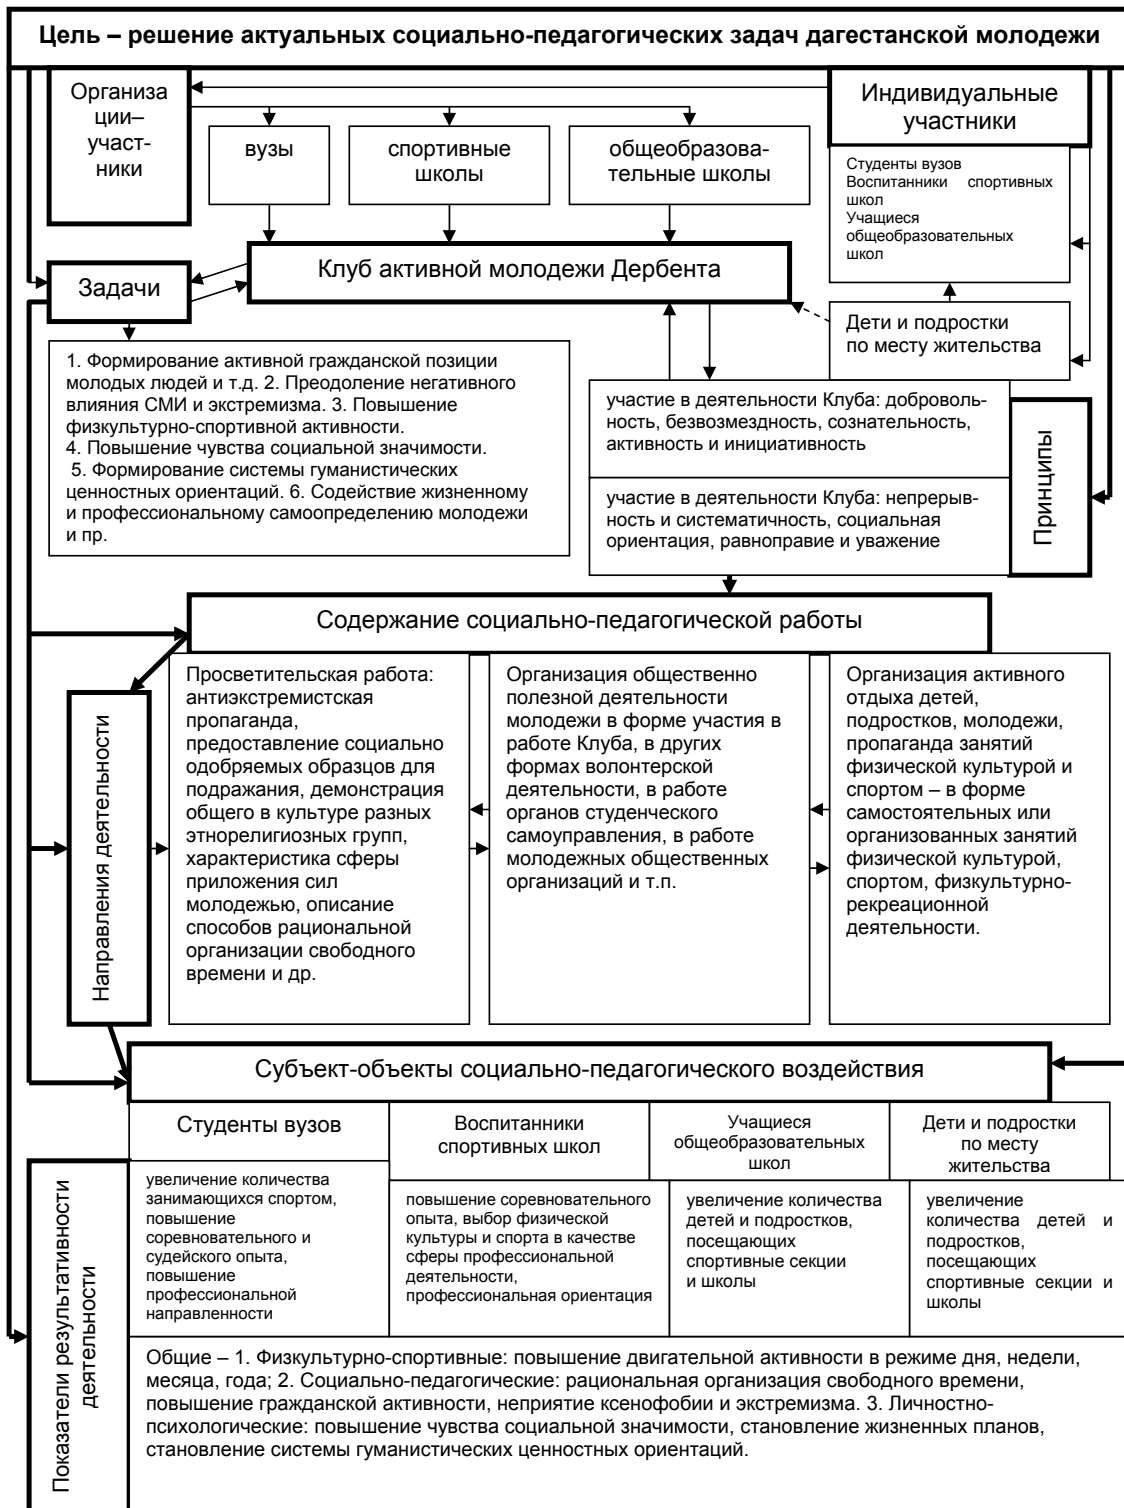 Цель – решение актуальных социально-педагогических задач дагестанской молодежи
Организа
ции–
участ-
ники
вузы
спортивные
школы
общеобразова-
тельные школы
Индивидуальные
участники
Студенты вузов
Воспитанники спортивных
школ
Учащиеся
общеобразовательных
школ
Клуб активной молодежи Дербента
Задачи
Дети и подростки
по месту жительства
1. Формирование активной гражданской позиции
молодых людей и т.д. 2. Преодоление негативного
влияния СМИ и экстремизма. 3. Повышение
физкультурно-спортивной активности.
4. Повышение чувства социальной значимости.
5. Формирование системы гуманистических
ценностных ориентаций. 6. Содействие жизненному
и профессиональному самоопределению молодежи
и пр.
участие в деятельности Клуба: доброволь-
ность, безвозмездность, сознательность,
активность и инициативность
участие в деятельности Клуба: непрерыв-
ность и систематичность, социальная
ориентация, равноправие и уважение
Принципы
Содержание социально-педагогической работы
Направления деятельности
Просветительская работа:
антиэкстремистская
пропаганда,
предоставление социально
одобряемых образцов для
подражания, демонстрация
общего в культуре разных
этнорелигиозных групп,
характеристика сферы
приложения сил
молодежью, описание
способов рациональной
организации свободного
времени и др.
Организация общественно
полезной деятельности
молодежи в форме участия в
работе Клуба, в других
формах волонтерской
деятельности, в работе
органов студенческого
самоуправления, в работе
молодежных общественных
организаций и т.п.
Организация активного
отдыха детей,
подростков, молодежи,
пропаганда занятий
физической культурой и
спортом – в форме
самостоятельных или
организованных занятий
физической культурой,
спортом, физкультурно-
рекреационной
деятельности.
Субъект-объекты социально-педагогического воздействия
Студенты вузов
Воспитанники
спортивных школ
Учащиеся
общеобразовательных
школ
Дети и подростки
по месту
жительства
Показатели результативности
деятельности
увеличение количества
занимающихся спортом,
повышение
соревновательного и
судейского опыта,
повышение
профессиональной
направленности
повышение соревновательного
опыта, выбор физической
культуры и спорта в качестве
сферы профессиональной
деятельности,
профессиональная ориентация
увеличение количества
детей и подростков,
посещающих
спортивные секции
и школы
увеличение
количества детей и
подростков,
посещающих
спортивные секции и
школы
Общие – 1. Физкультурно-спортивные: повышение двигательной активности в режиме дня, недели,
месяца, года; 2. Социально-педагогические: рациональная организация свободного времени,
повышение гражданской активности, неприятие ксенофобии и экстремизма. 3. Личностно-
психологические: повышение чувства социальной значимости, становление жизненных планов,
становление системы гуманистических ценностных ориентаций.